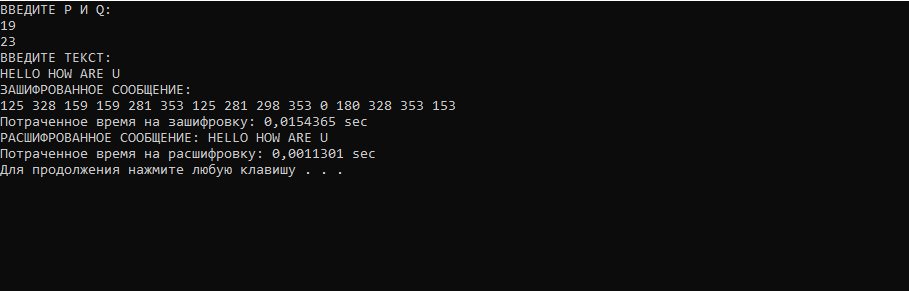 ВВЕДИТЕ P И Q:
19
23
ВВЕДИТЕ ТЕКСТ:
HELLO HOW ARE U
ЗАШИФРОВАННОЕ СООБЩЕНИЕ:
125 328 159 159 281 353 125 281 298 353 0 180 328 353 153
Потраченное время на зашифровку: 0,0154365 sec
РАСШИФРОВАННОЕ СООБЩЕНИЕ: HELLO HOW ARE U
Потраченное время на расшифровку: 0,0011301 sec
Для продолжения нажмите любую клавишу . . .